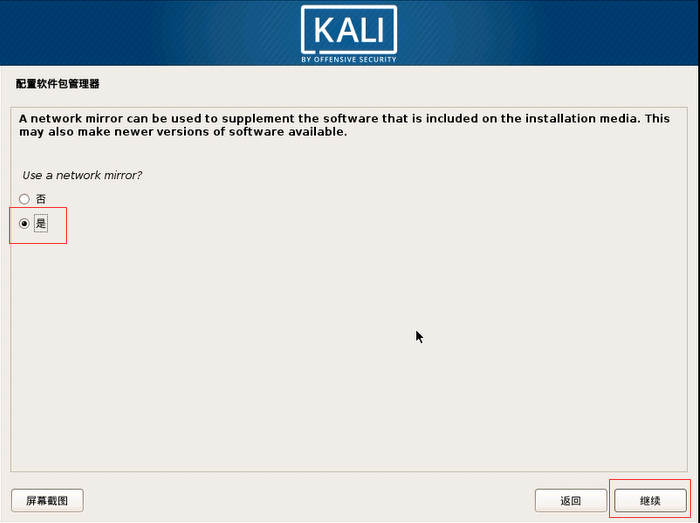 KALI
BY OFFENSIVE SECURITY
配置软件包管理器
A network mirror can be used to supplement the software that is included on the installation media. This
may also make newer versions of software available.
Use a network mirror?
否
是
屏幕截图
返回
继续